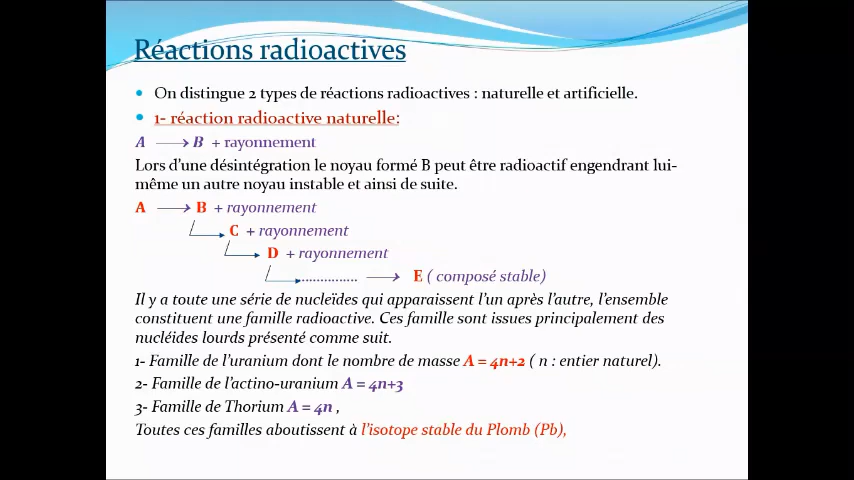 Réactions radioactives
On distingue 2 types de réactions radioactives : naturelle et artificielle.
1- réaction radioactive naturelle:
A → B + rayonnement
Lors d'une désintégration le noyau formé B peut être radioactif engendrant lui-
même un autre noyau instable et ainsi de suite.
A → B + rayonnement
C + rayonnement
D + rayonnement
................ → E ( composé stable)
Il y a toute une série de nucleïdes qui apparaissent l'un après l'autre, l'ensemble
constituent une famille radioactive. Ces famille sont issues principalement des
nucléides lourds présenté comme suit.
1- Famille de l'uranium dont le nombre de masse A = 4n+2 ( n : entier naturel).
2- Famille de l'actino-uranium A = 4n+3
3- Famille de Thorium A = 4n ,
Toutes ces familles aboutissent à l'isotope stable du Plomb (Pb),